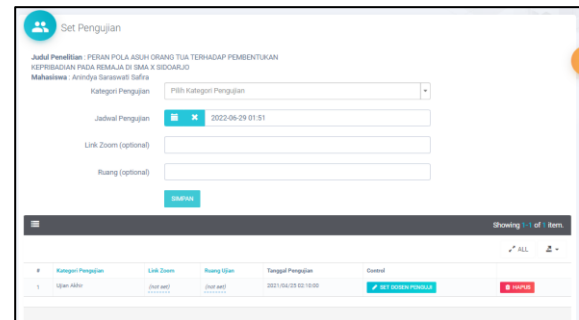 Set Pengujian
Judul Penelitian : PERAN POLA ASUH ORANG TUA TERHADAP PEMBENTUKAN
KEPRIBADIAN PADA REMAJA DI SMA X SIDOARJO
Mahasiswa : Anindya Saraswati Safira
Kategori Pengujian Pilih Kategori Pengujian
Jadwal Pengujian 2022-06-29 01:51
Link Zoom (optional)
Ruang (optional)
SIMPAN
Showing 1-1 of 1 item.
ALL
# Kategori Pengujian Link Zoom Ruang Ujian Tanggal Pengujian Control
1 Ujian Akhir (not set) (not set) 2021/06/25 02:10:00 SET DOSEN PENGUJI HAPUS